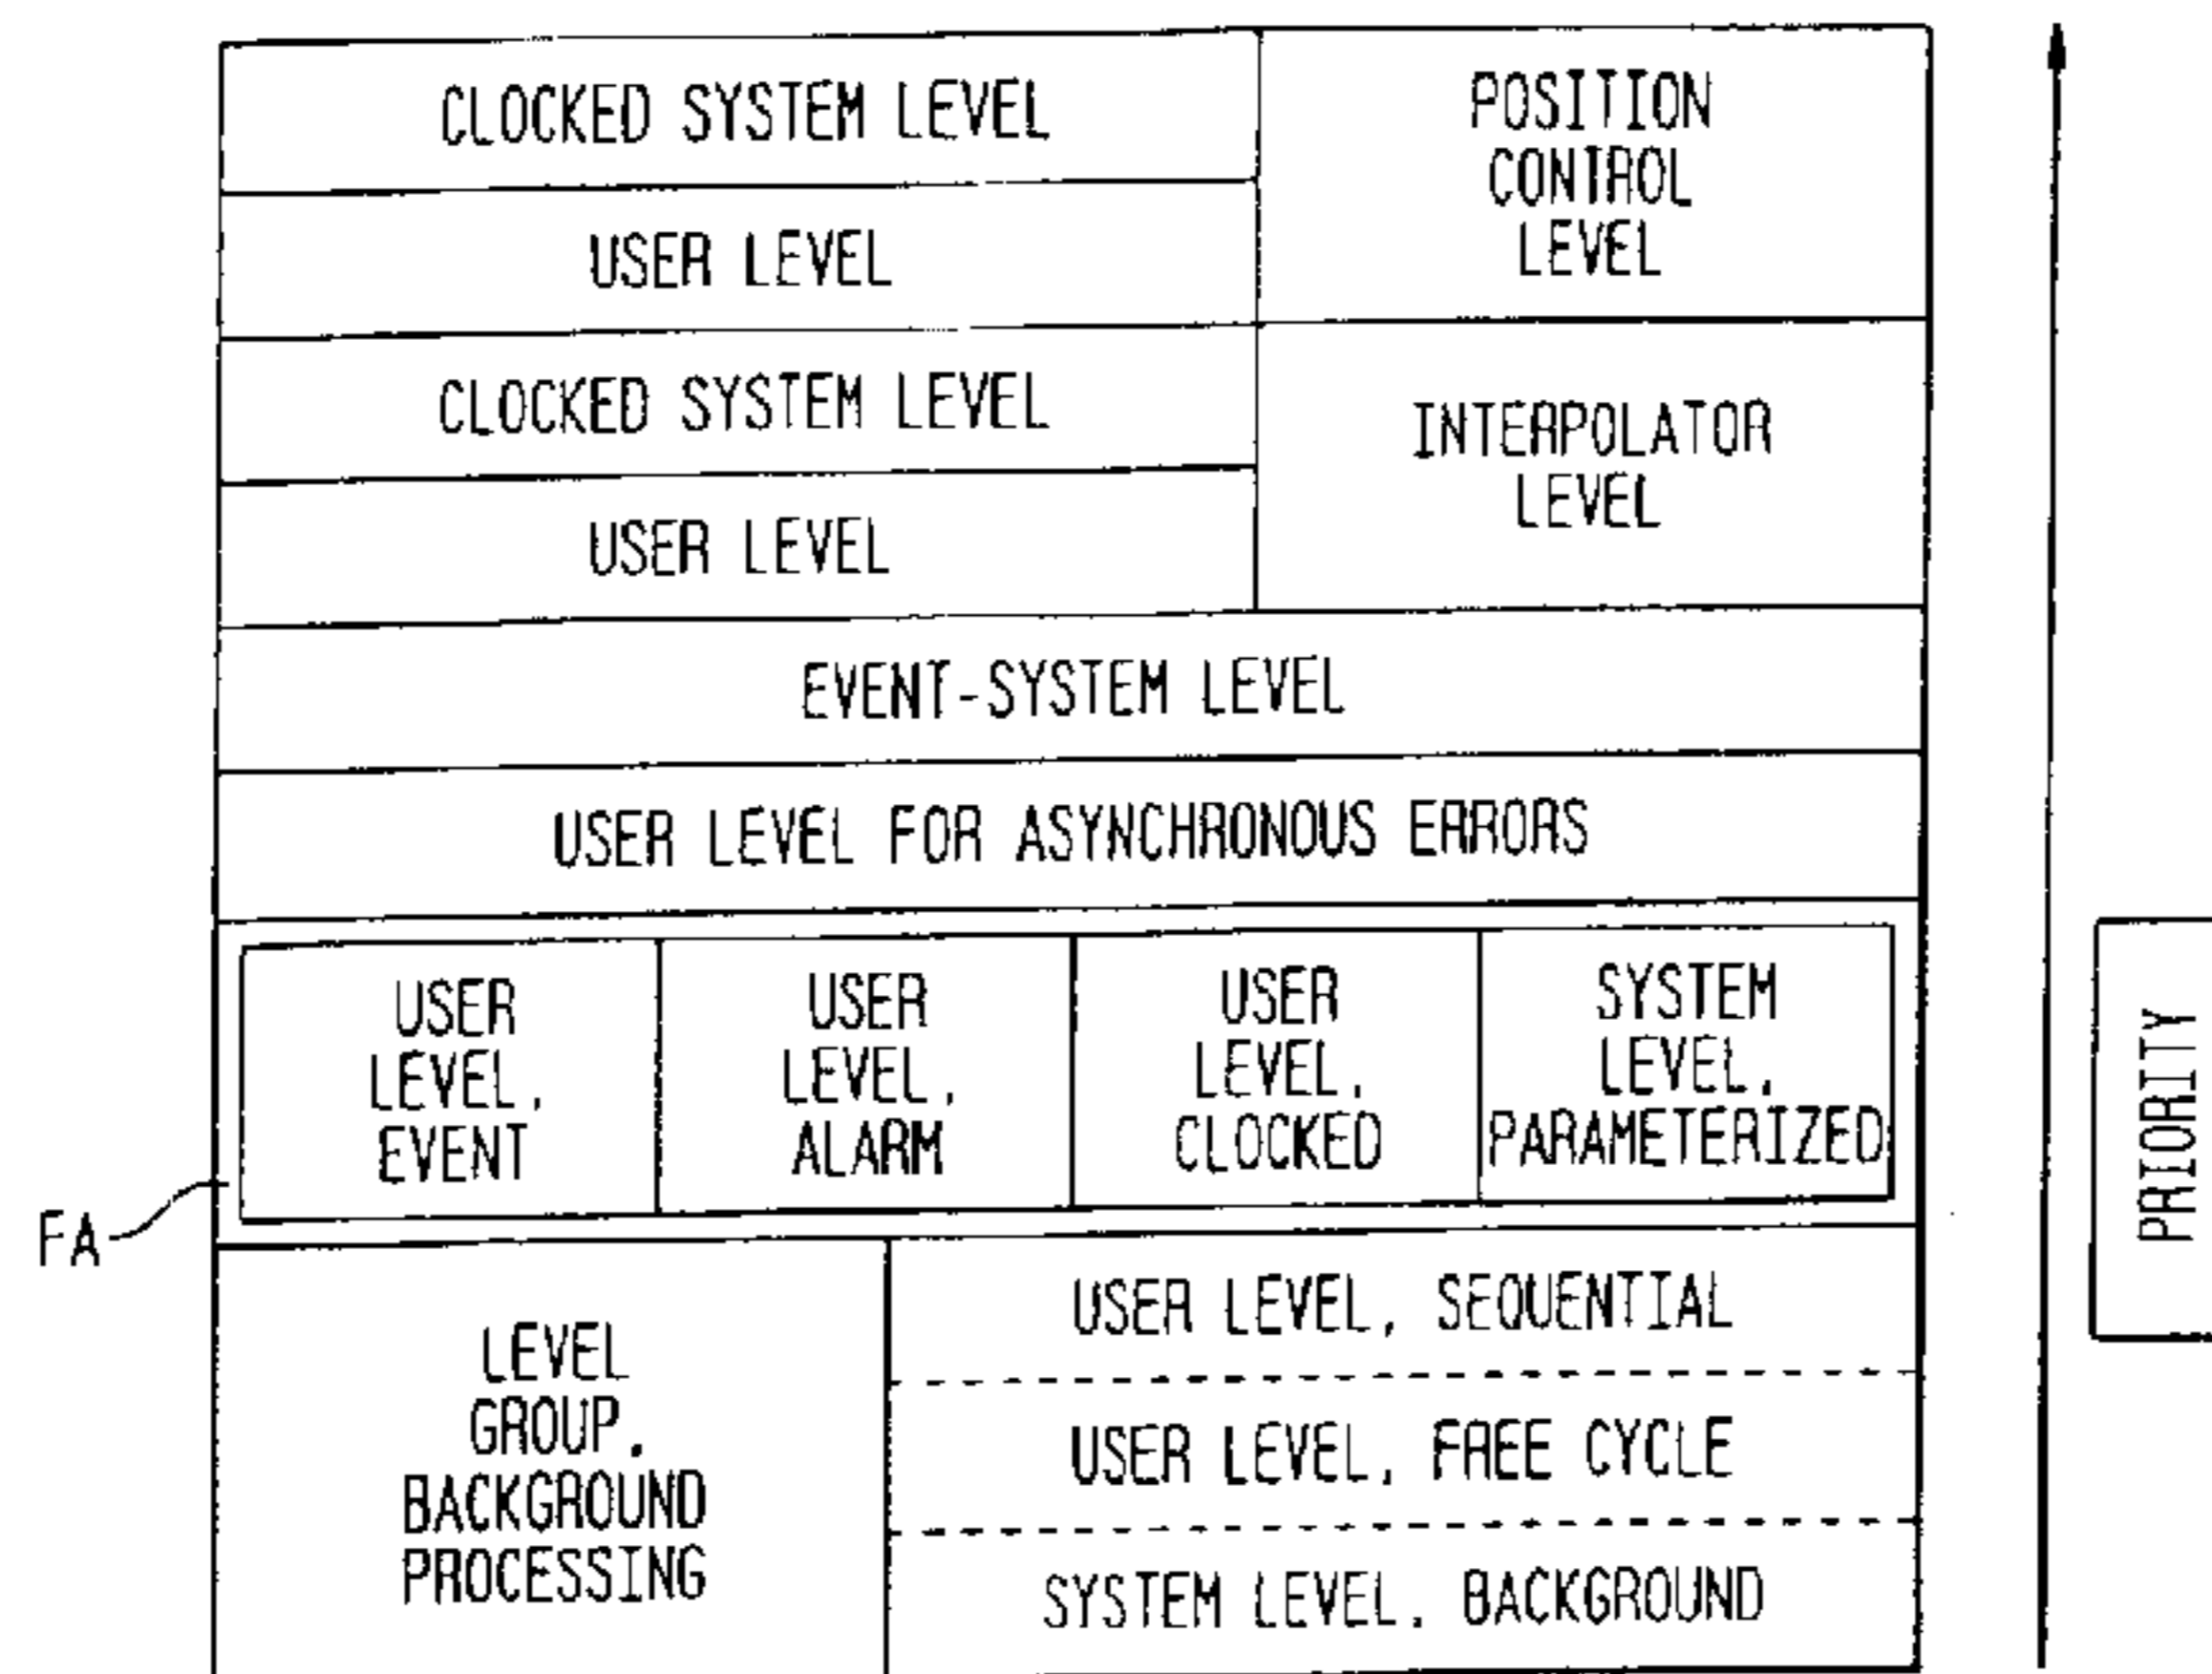 CLOCKED SYSTEM LEVEL
USER LEVEL
POSITION
CONTROL
LEVEL
CLOCKED SYSTEM LEVEL
USER LEVEL
INTERPOLATOR
LEVEL
EVENT-SYSTEM LEVEL
USER LEVEL FOR ASYNCHRONOUS ERRORS
USER
LEVEL,
EVENT
USER
LEVEL,
ALARM
USER
LEVEL,
CLOCKED
SYSTEM
LEVEL,
PARAMETERIZED
FA
LEVEL
GROUP,
BACKGROUND
PROCESSING
USER LEVEL, SEQUENTIAL
USER LEVEL, FREE CYCLE
SYSTEM LEVEL, BACKGROUND
PRIORITY